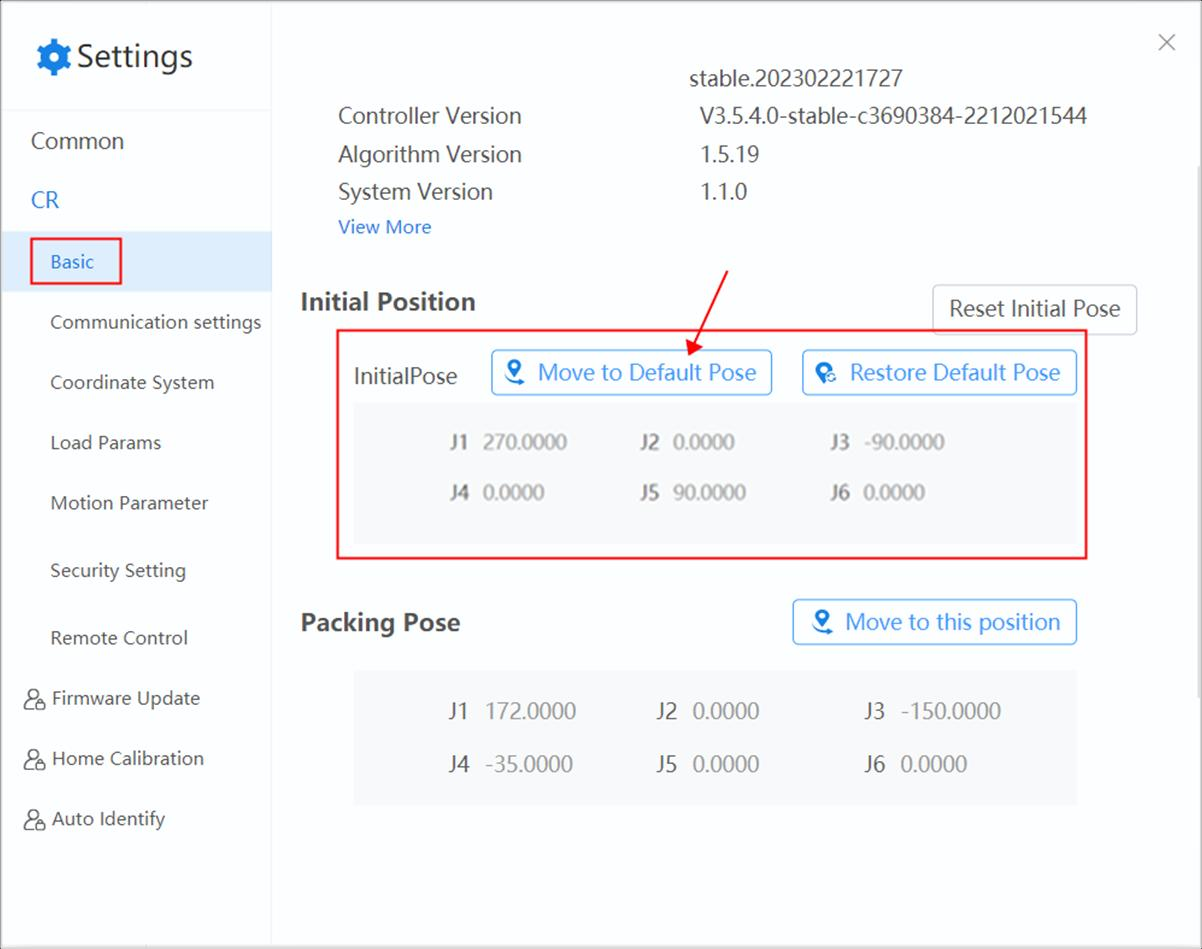 Settings
Common
CR
Basic
Communication settings
Coordinate System
Load Params
Motion Parameter
Security Setting
Remote Control
Firmware Update
Home Calibration
Auto Identify
stable.202302221727
Controller Version V3.5.4.0-stable-c3690384-2212021544
Algorithm Version 1.5.19
System Version 1.1.0
View More
Initial Position Reset Initial Pose
InitialPose Move to Default Pose Restore Default Pose
J1 270.0000 J2 0.0000 J3 -90.0000
J4 0.0000 J5 90.0000 J6 0.0000
Packing Pose Move to this position
J1 172.0000 J2 0.0000 J3 -150.0000
J4 -35.0000 J5 0.0000 J6 0.0000